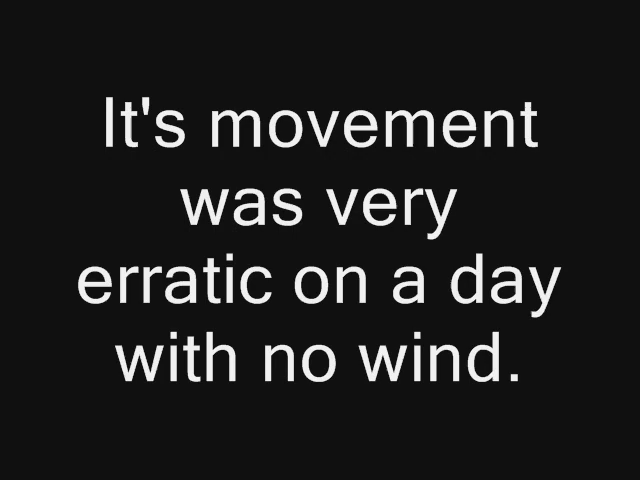 It's movement
was very
erratic on a day
with no wind.